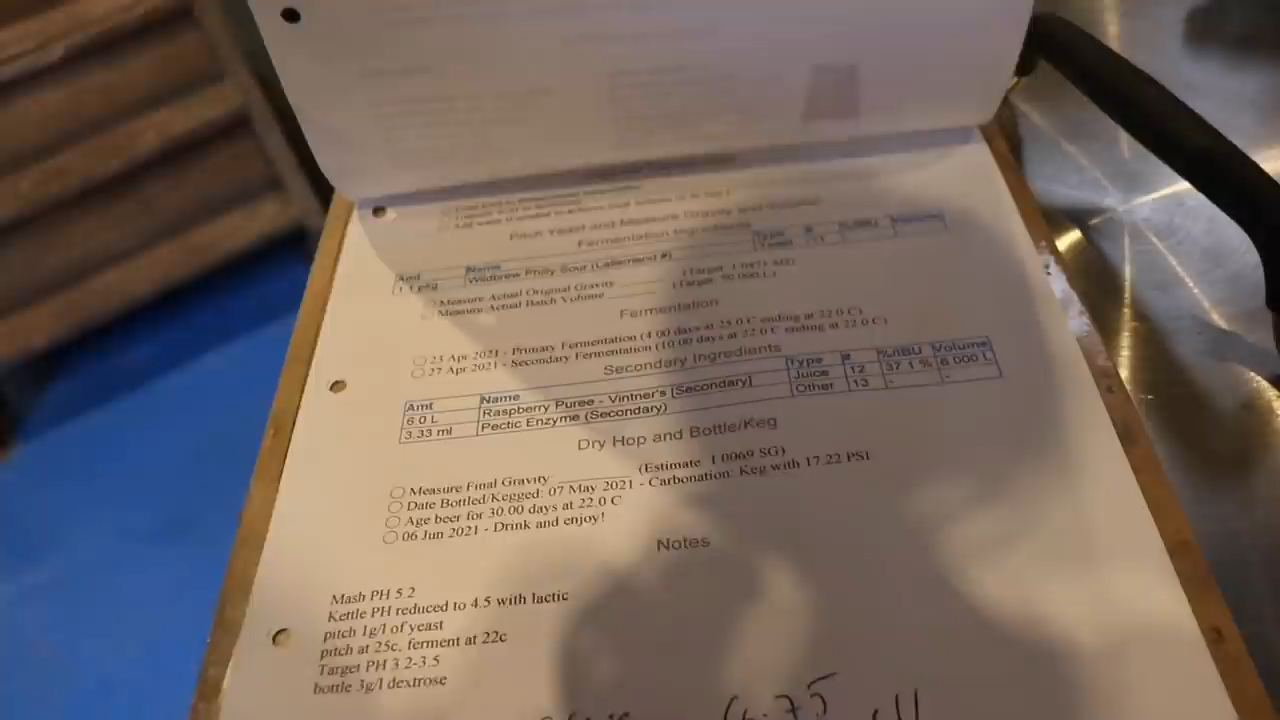 Pitch Yeast and Measure Gravity and Volume
Fermentation Ingredients
Amt Name Type #
Wildbrew Philly Sour (Lallemand #) Yeast 11
Measure Actual Original Gravity
Measure Actual Batch Volume
Fermentation
23 Apr 2021 - Primary Fermentation (4.00 days at 25.0 C ending at 22.0 C)
27 Apr 2021 - Secondary Fermentation (10.00 days at 22.0 C ending at 22.0 C)
Secondary Ingredients
Amt Name Type # %/IBU Volume
6.0 L Raspberry Puree - Vintner's [Secondary] Juice 12 37.1 % 6.000 L
3.33 ml Pectic Enzyme (Secondary) Other 13 - -
Dry Hop and Bottle/Keg
Measure Final Gravity: ________ (Estimate 1.0069 SG)
Date Bottled/Kegged: 07 May 2021 - Carbonation: Keg with 17.22 PSI
Age beer for 30.00 days at 22.0 C
06 Jun 2021 - Drink and enjoy!
Notes
Mash PH 5.2
Kettle PH reduced to 4.5 with lactic
pitch 1g/l of yeast
pitch at 25c, ferment at 22c
Target PH 3.2-3.5
bottle 3g/l dextrose